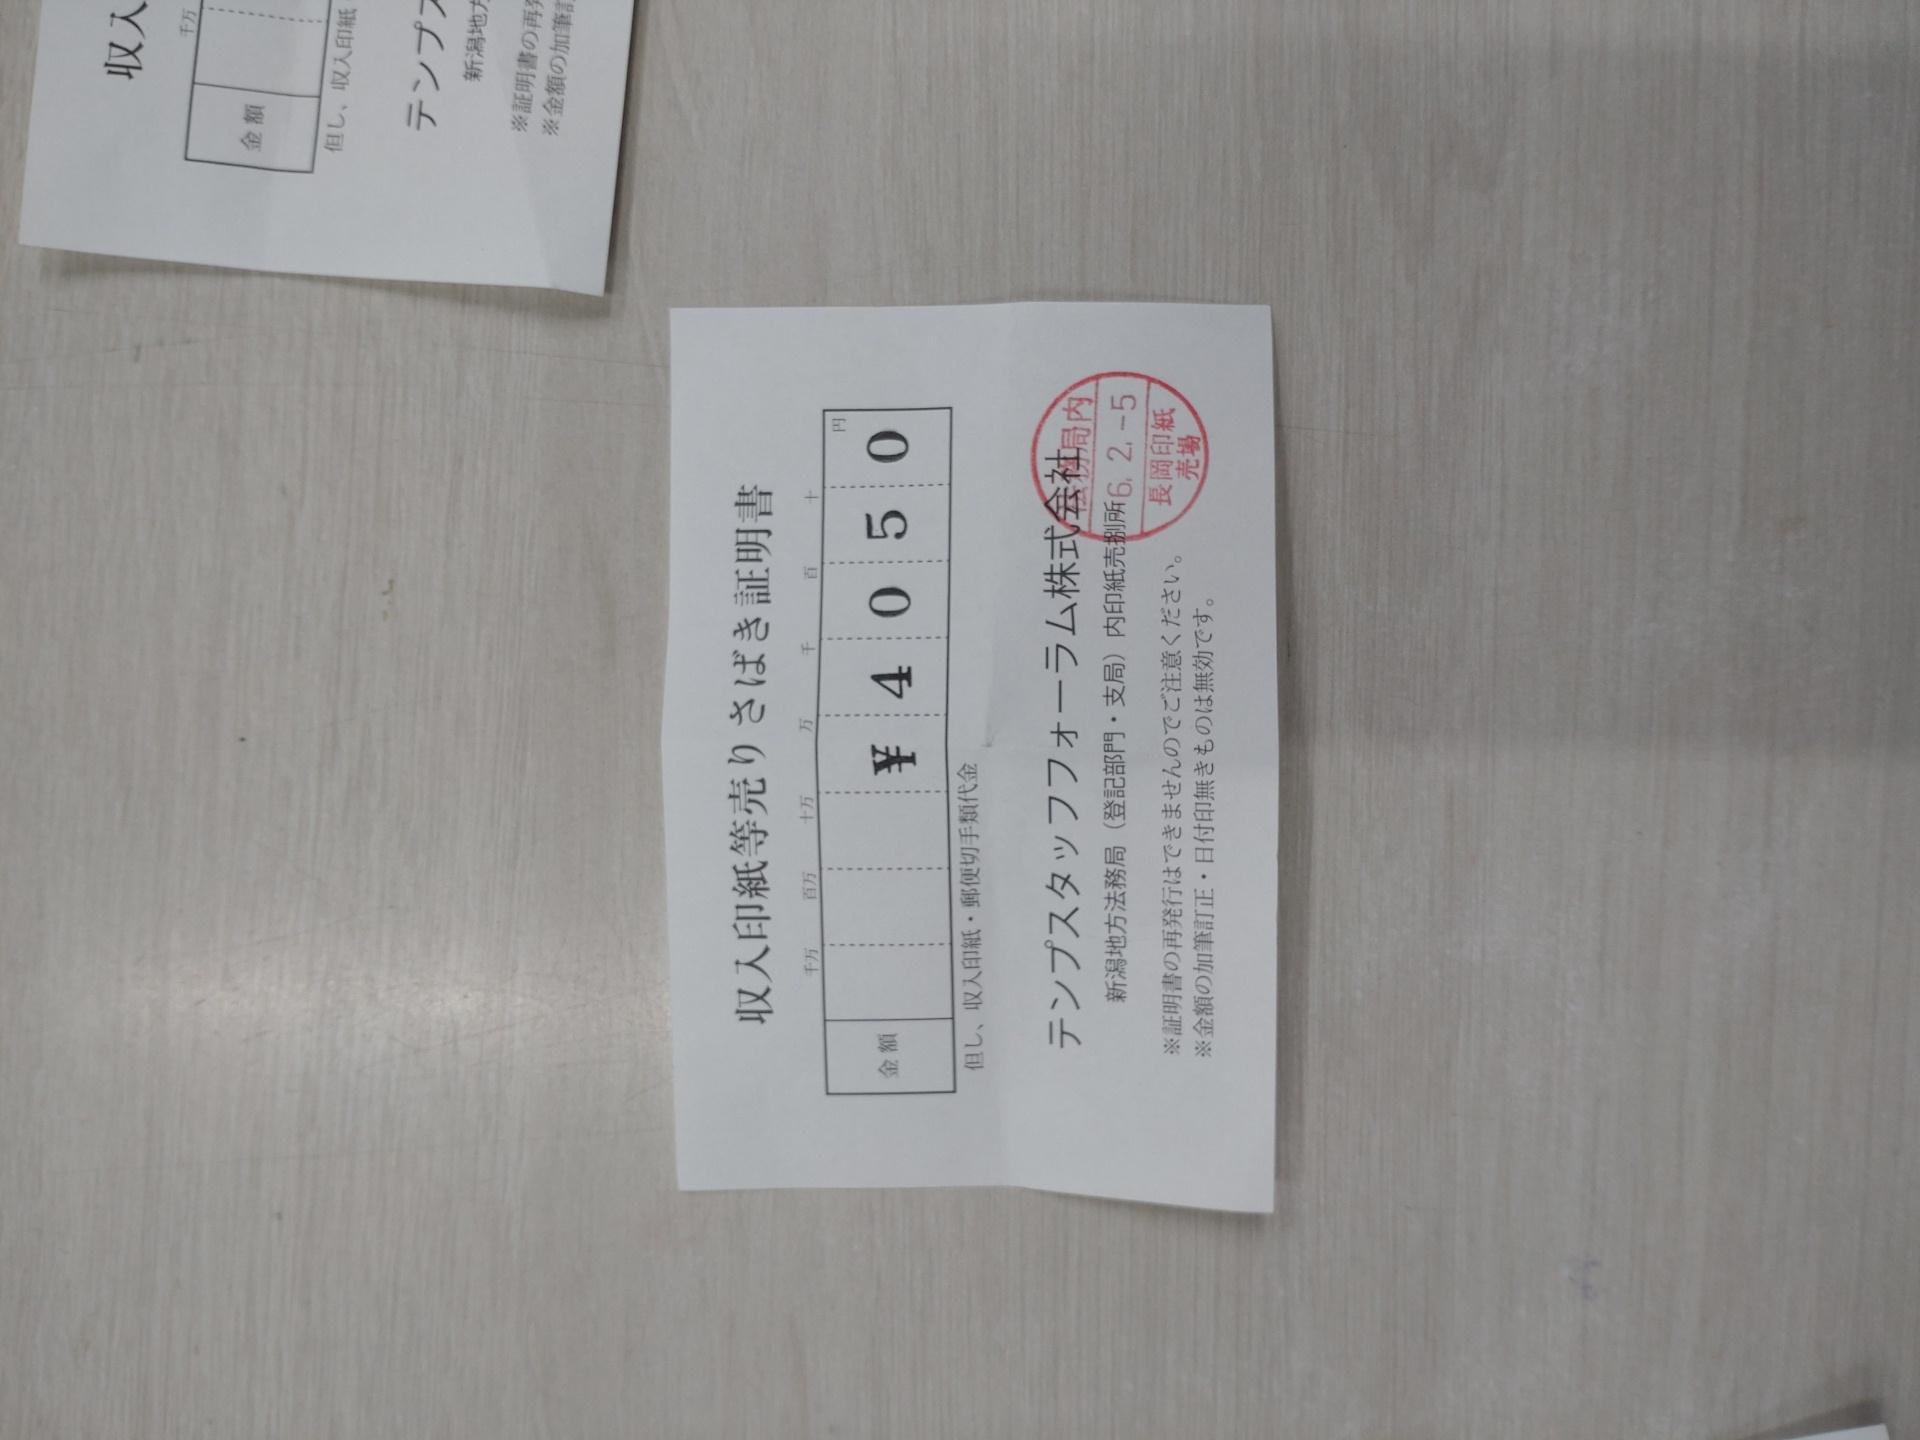 収入印紙等売りさばき証明書
千万 百万 十万 万 千 百 十 円
金額 ¥ 4 0 5 0
但し、収入印紙・郵便切手類代金
テンプスタッフフォーラム株式会社
新潟地方法務局（登記部門・支局）内印紙売捌所
法務局内
6. 2. -5
長岡印紙
売場
※証明書の再発行はできませんのでご注意ください。
※金額の加筆訂正・日付印無きものは無効です。
収入
千万
金額
但し、収入印紙
テンプス
新潟地方
※証明書の再発
※金額の加筆訂